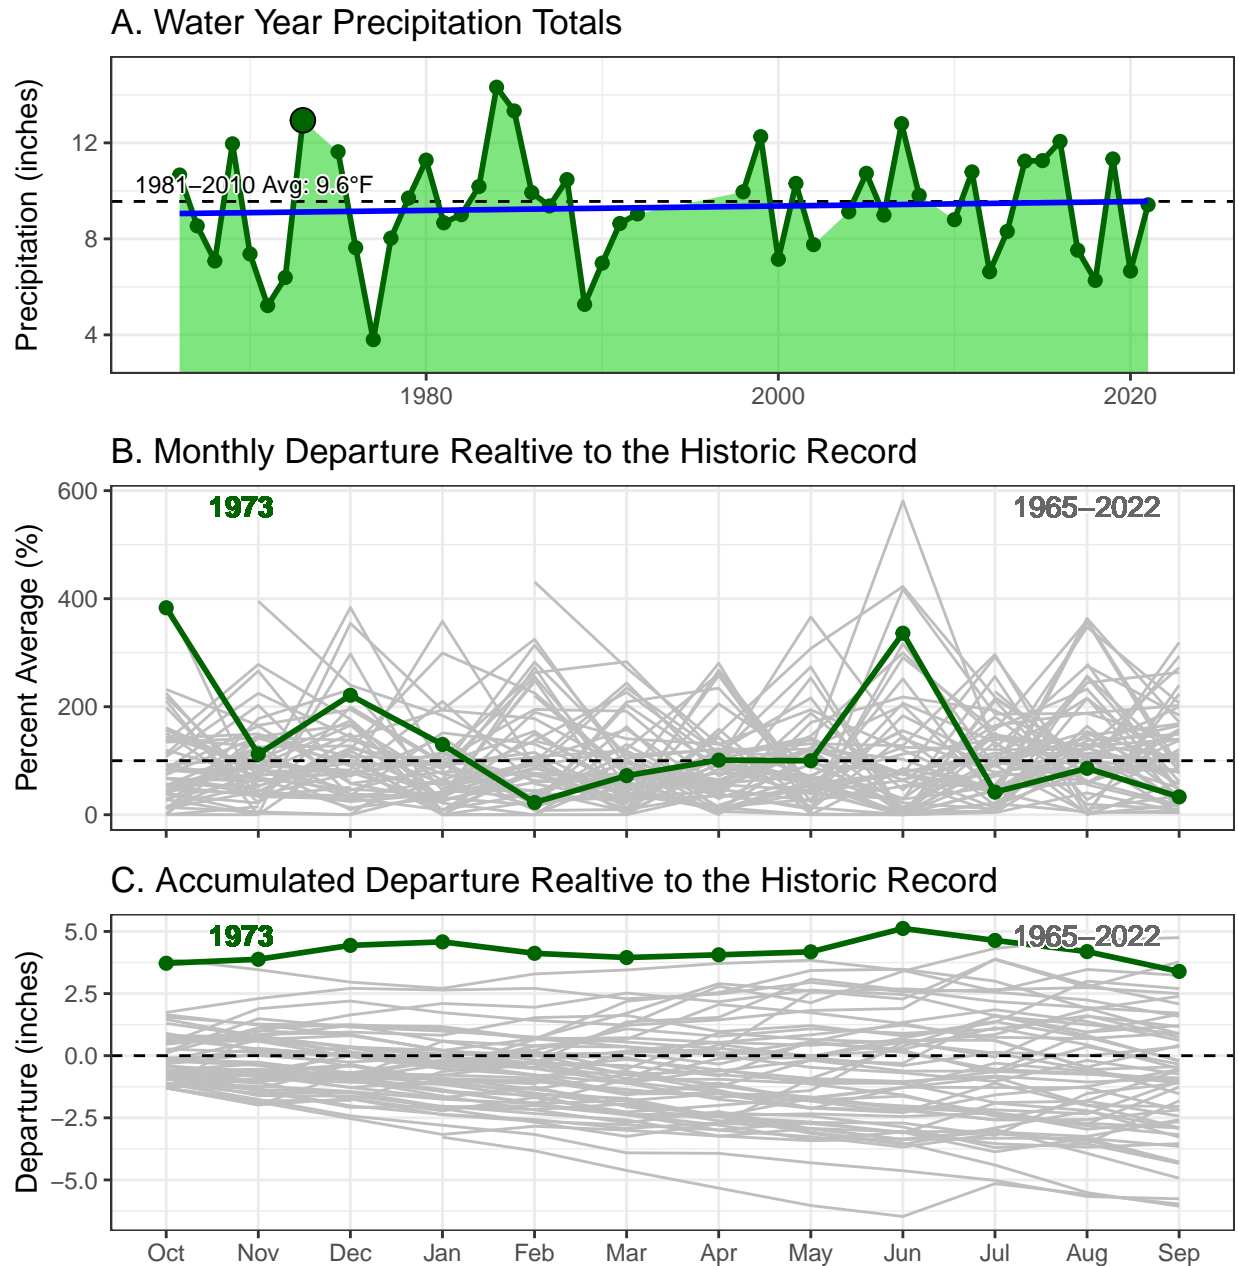 A. Water Year Precipitation Totals
Precipitation (inches)
12
8
4
1981–2010 Avg: 9.6°F
1980
2000
2020
B. Monthly Departure Realtive to the Historic Record
Percent Average (%)
600
400
200
0
1973
1965–2022
C. Accumulated Departure Realtive to the Historic Record
Departure (inches)
5.0
2.5
0.0
−2.5
−5.0
1973
1965–2022
Oct Nov Dec Jan Feb Mar Apr May Jun Jul Aug Sep